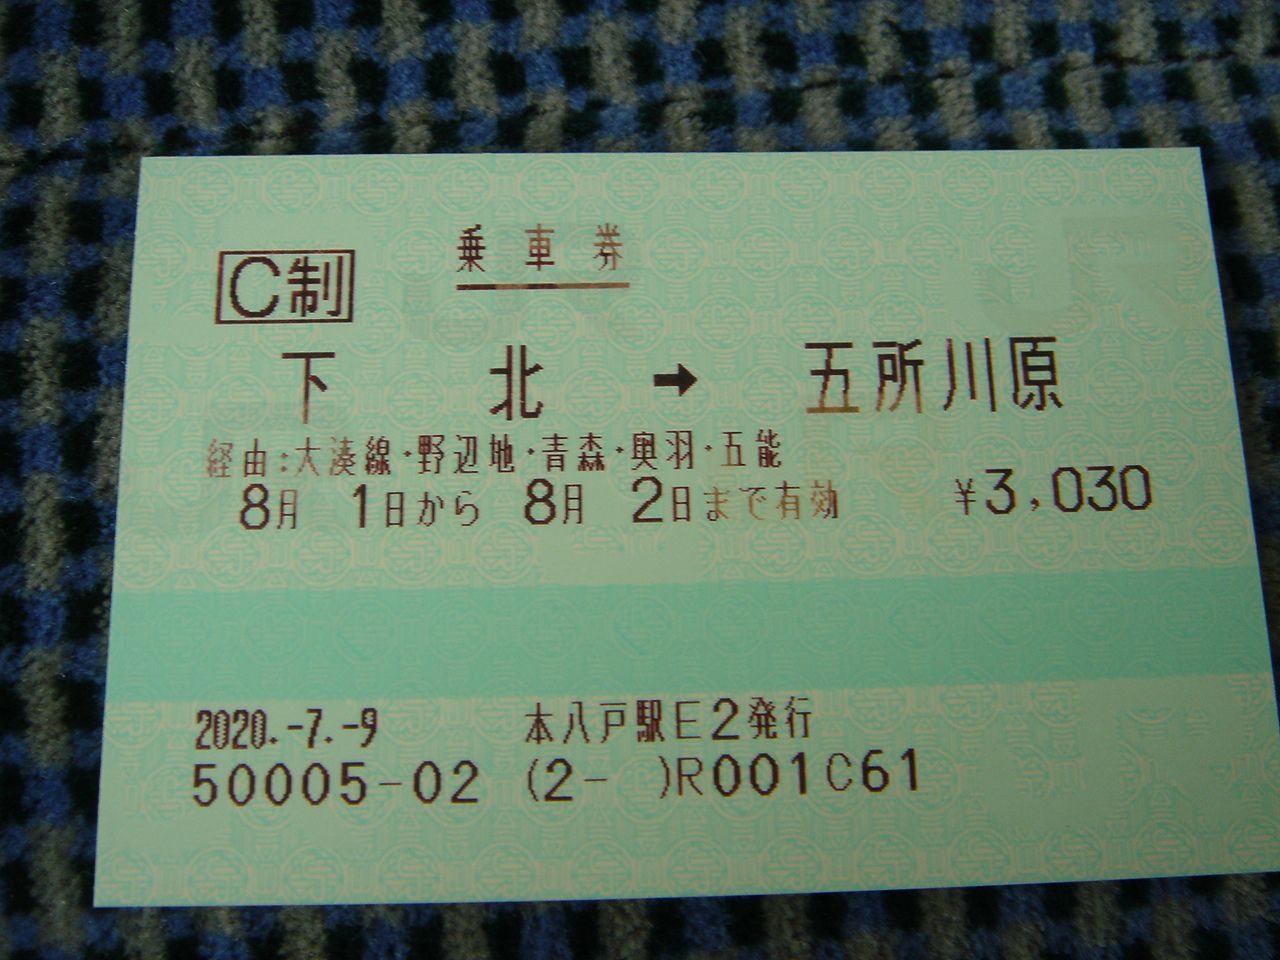 乗車券
C制
下北 → 五所川原
経由:大湊線・野辺地・青森・奥羽・五能
8月 1日から 8月 2日まで有効 ¥3,030
2020.-7.-9 本八戸駅E2発行
50005-02 (2- )R001C61